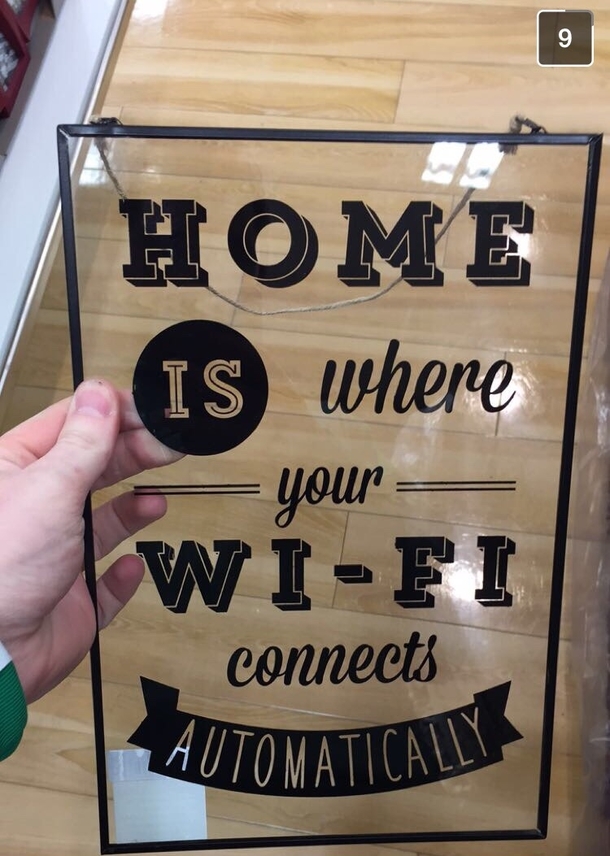 9
HOME
IS where
your
WI-FI
connects
AUTOMATICALLY